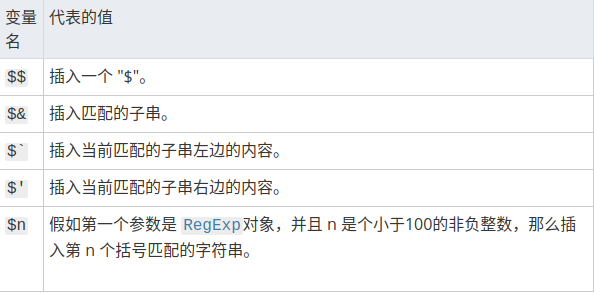 变量 代表的值
名
$$ 插入一个 "$"。
$& 插入匹配的子串。
$` 插入当前匹配的子串左边的内容。
$' 插入当前匹配的子串右边的内容。
$n 假如第一个参数是 RegExp对象，并且 n 是个小于100的非负整数，那么插
入第 n 个括号匹配的字符串。